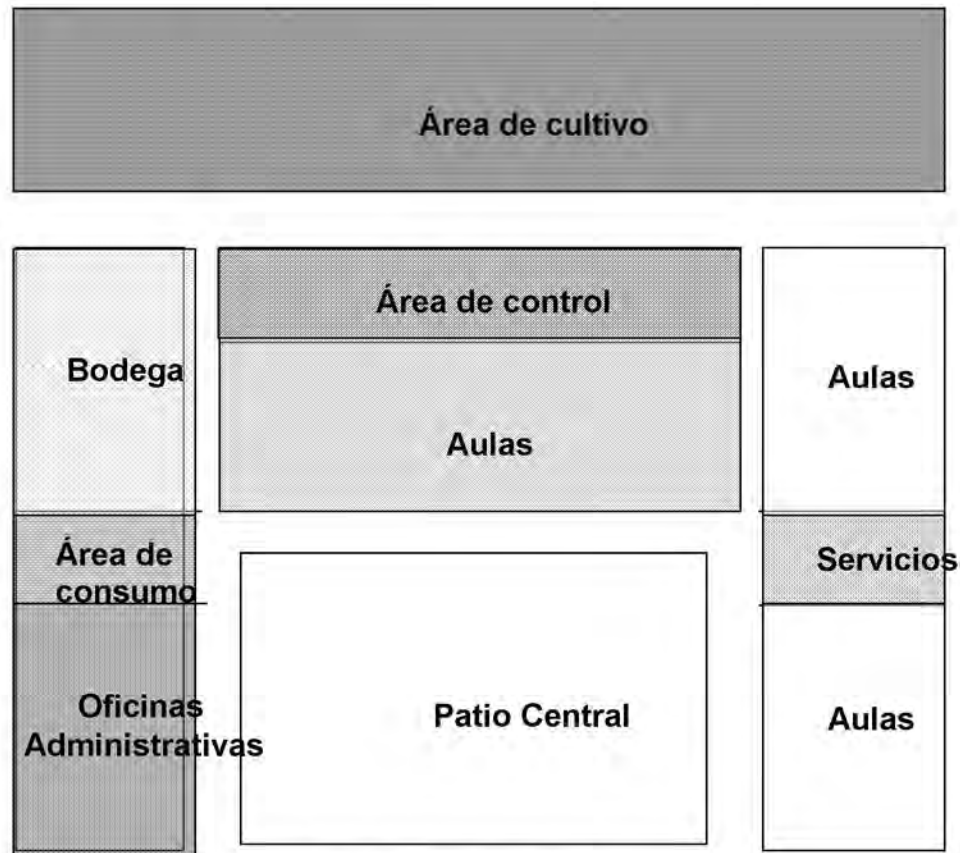 Área de cultivo
Área de control
Bodega
Aulas
Aulas
Área de
consumo
Servicios
Oficinas
Administrativas
Patio Central
Aulas